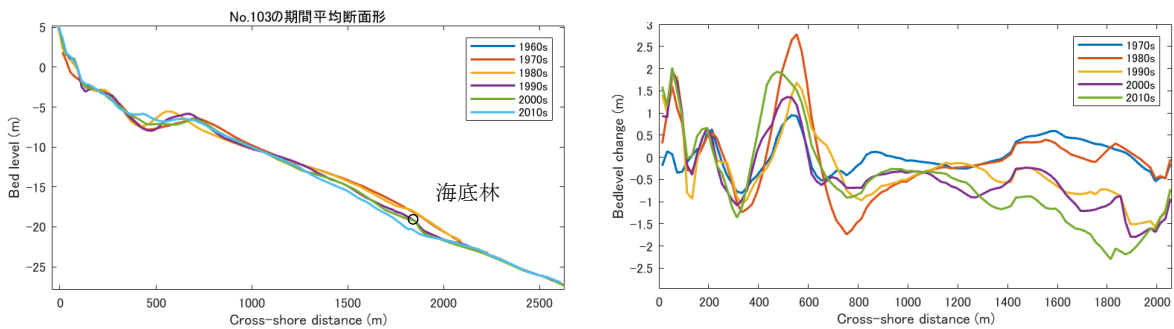 No.103の期間平均断面形
5
0
-5
-10
-15
-20
-25
Bed level (m)
1960s
1970s
1980s
1990s
2000s
2010s
海底林
0
500
1000
1500
2000
2500
Cross-shore distance (m)
3
2.5
2
1.5
1
0.5
0
-0.5
-1
-1.5
-2
-2.5
Bedlevel change (m)
1970s
1980s
1990s
2000s
2010s
0
200
400
600
800
1000
1200
1400
1600
1800
2000
Cross-shore distance (m)